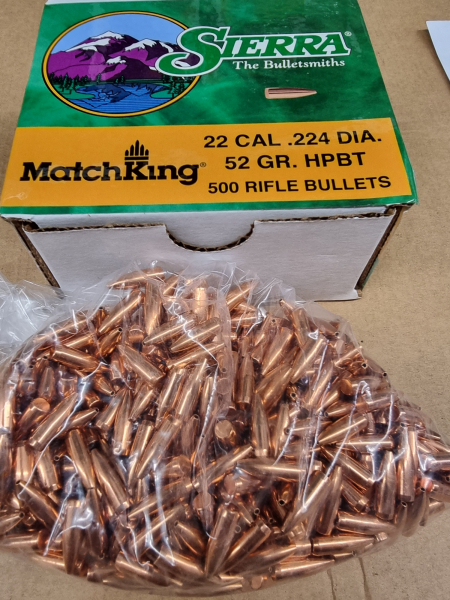 SIERRA®
The Bulletsmiths
22 CAL .224 DIA.
MatchKing®
52 GR. HPBT
500 RIFLE BULLETS